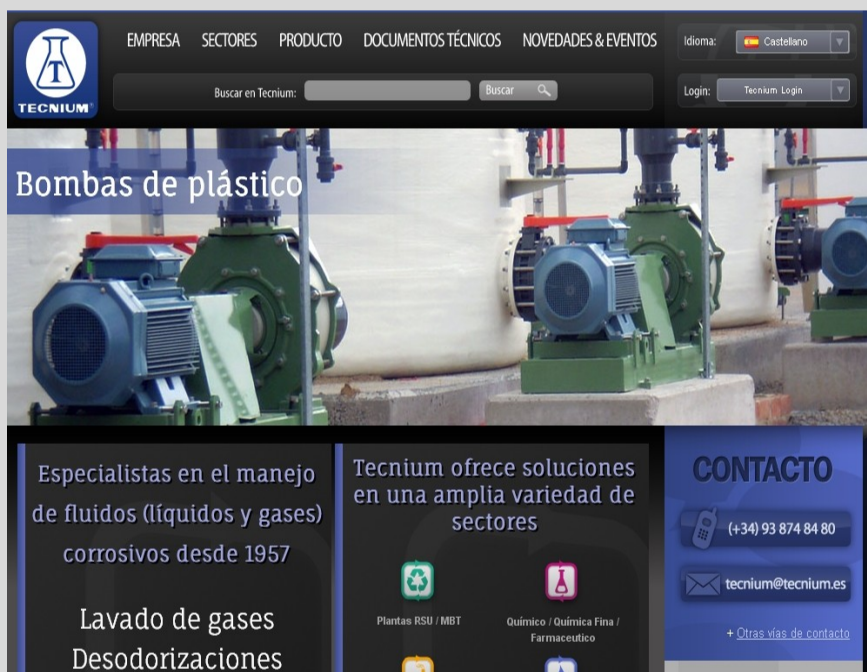 EMPRESA SECTORES PRODUCTO DOCUMENTOS TÉCNICOS NOVEDADES & EVENTOS
Idioma: Castellano
TECNIUM®
Buscar en Tecnium: Buscar
Login: Tecnium Login
Bombas de plástico
Especialistas en el manejo
de fluidos (líquidos y gases)
corrosivos desde 1957
Lavado de gases
Desodorizaciones
Tecnium ofrece soluciones
en una amplia variedad de
sectores
Plantas RSU / MBT
Químico / Química Fina /
Farmaceutico
CONTACTO
(+34) 93 874 84 80
tecnium@tecnium.es
+ Otras vías de contacto